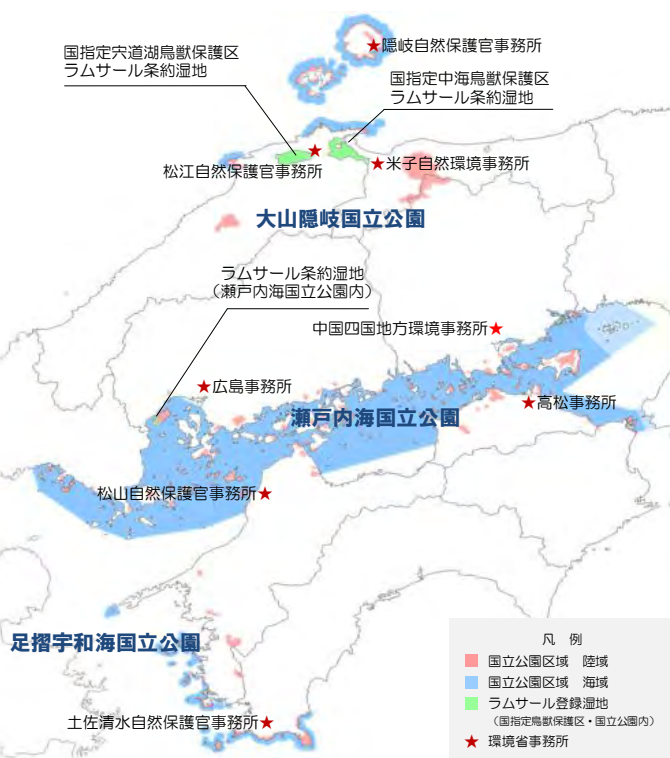 ★隠岐自然保護官事務所
国指定宍道湖鳥獣保護区
ラムサール条約湿地
国指定中海鳥獣保護区
ラムサール条約湿地
松江自然保護官事務所
★米子自然環境事務所
大山隠岐国立公園
ラムサール条約湿地
(瀬戸内海国立公園内)
中国四国地方環境事務所★
★広島事務所
★高松事務所
瀬戸内海国立公園
松山自然保護官事務所★
足摺宇和海国立公園
土佐清水自然保護官事務所★
凡 例
国立公園区域 陸域
国立公園区域 海域
ラムサール登録湿地
(国指定鳥獣保護区・国立公園内)
★ 環境省事務所